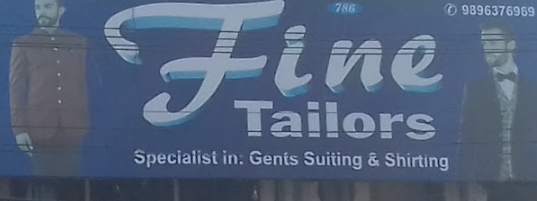 786
9896376969
Fine
Tailors
Specialist in: Gents Suiting & Shirting